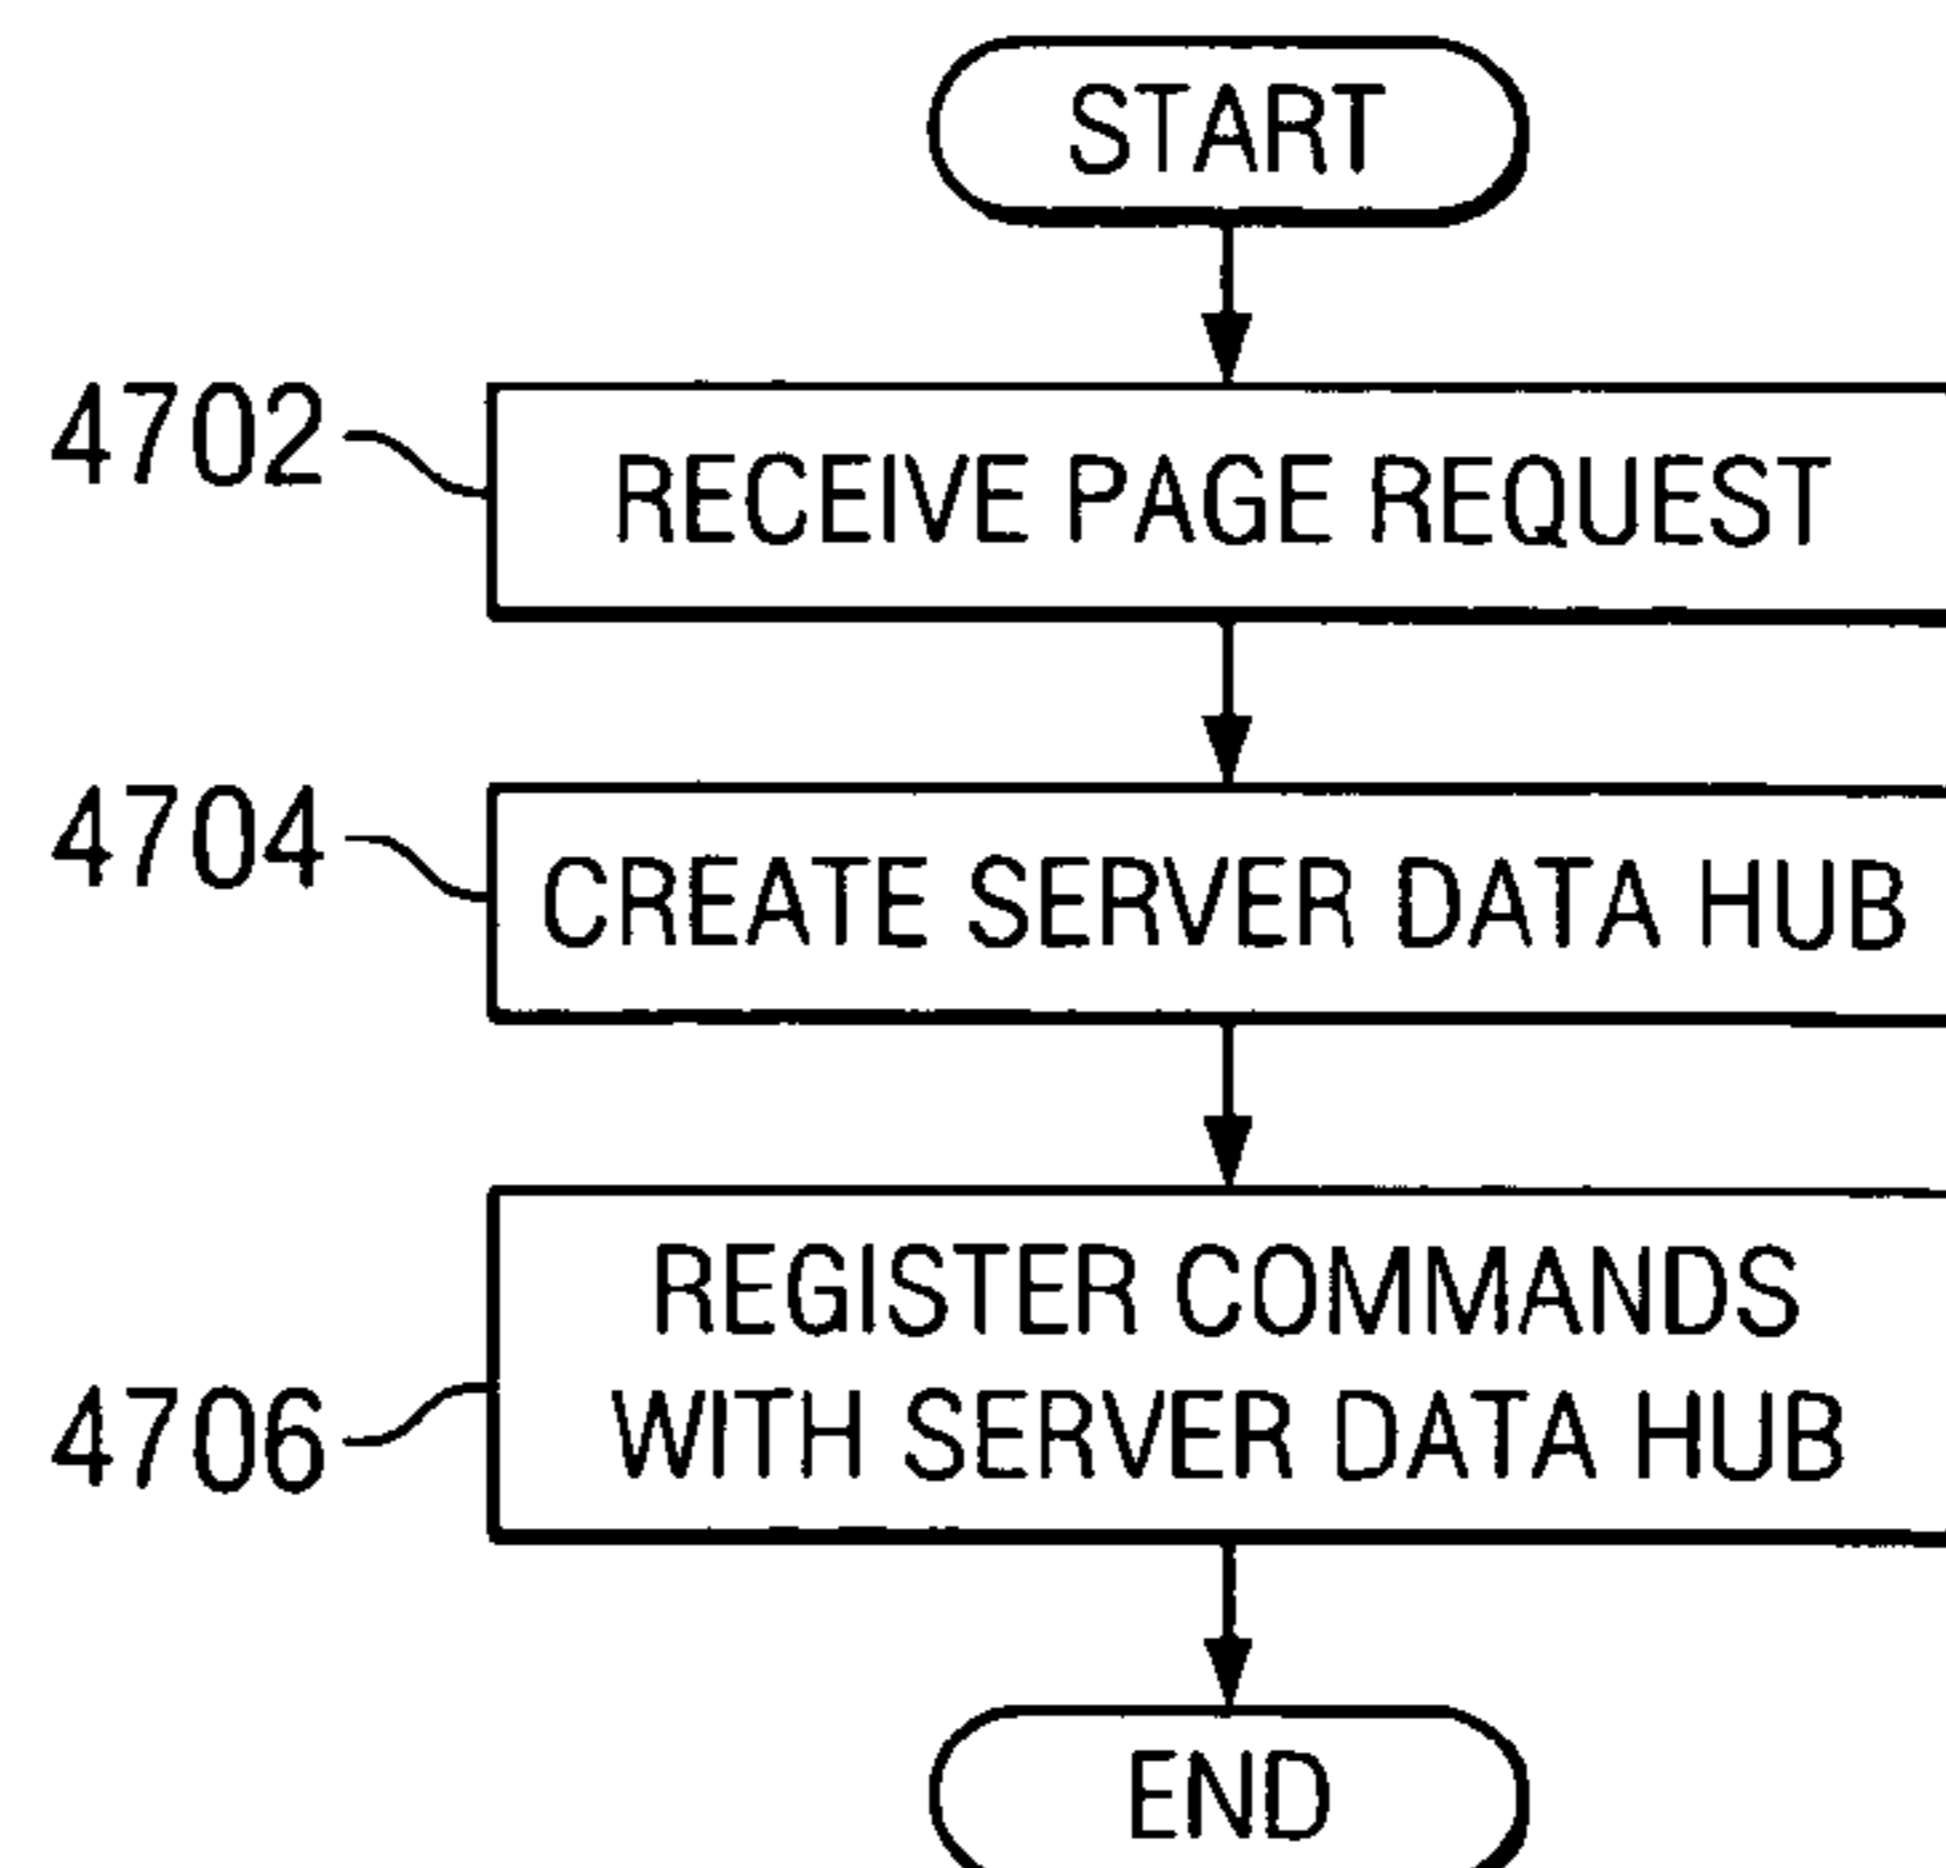 START
4702
RECEIVE PAGE REQUEST
4704
CREATE SERVER DATA HUB
REGISTER COMMANDS
WITH SERVER DATA HUB
4706
END